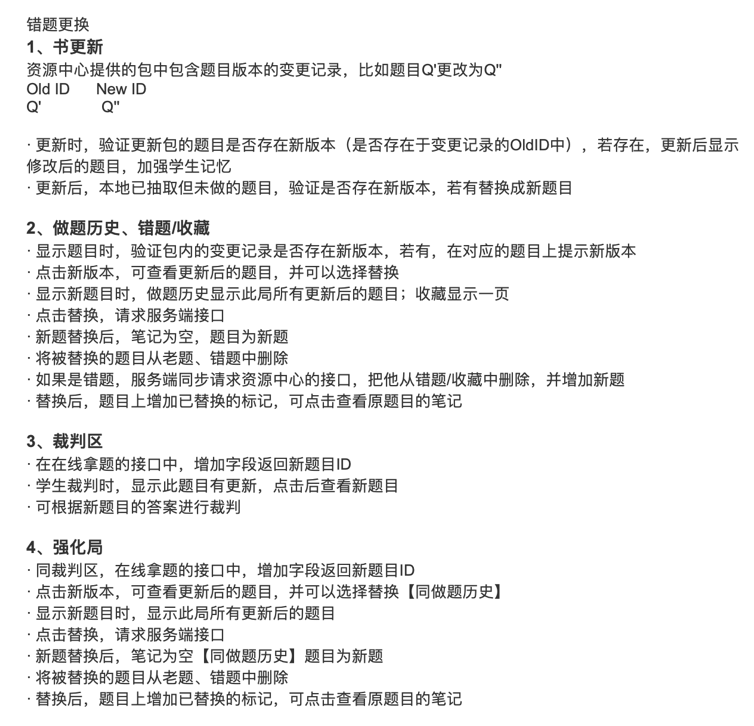 错题更换
1、书更新
资源中心提供的包中包含题目版本的变更记录，比如题目Q'更改为Q''
Old ID New ID
Q' Q''
· 更新时，验证更新包的题目是否存在新版本（是否存在于变更记录的OldID中），若存在，更新后显示
修改后的题目，加强学生记忆
· 更新后，本地已抽取但未做的题目，验证是否存在新版本，若有替换成新题目
2、做题历史、错题/收藏
· 显示题目时，验证包内的变更记录是否存在新版本，若有，在对应的题目上提示新版本
· 点击新版本，可查看更新后的题目，并可以选择替换
· 显示新题目时，做题历史显示此局所有更新后的题目；收藏显示一页
· 点击替换，请求服务端接口
· 新题替换后，笔记为空，题目为新题
· 将被替换的题目从老题、错题中删除
· 如果是错题，服务端同步请求资源中心的接口，把他从错题/收藏中删除，并增加新题
· 替换后，题目上增加已替换的标记，可点击查看原题目的笔记
3、裁判区
· 在在线拿题的接口中，增加字段返回新题目ID
· 学生裁判时，显示此题目有更新，点击后查看新题目
· 可根据新题目的答案进行裁判
4、强化局
· 同裁判区，在线拿题的接口中，增加字段返回新题目ID
· 点击新版本，可查看更新后的题目，并可以选择替换【同做题历史】
· 显示新题目时，显示此局所有更新后的题目
· 点击替换，请求服务端接口
· 新题替换后，笔记为空【同做题历史】题目为新题
· 将被替换的题目从老题、错题中删除
· 替换后，题目上增加已替换的标记，可点击查看原题目的笔记